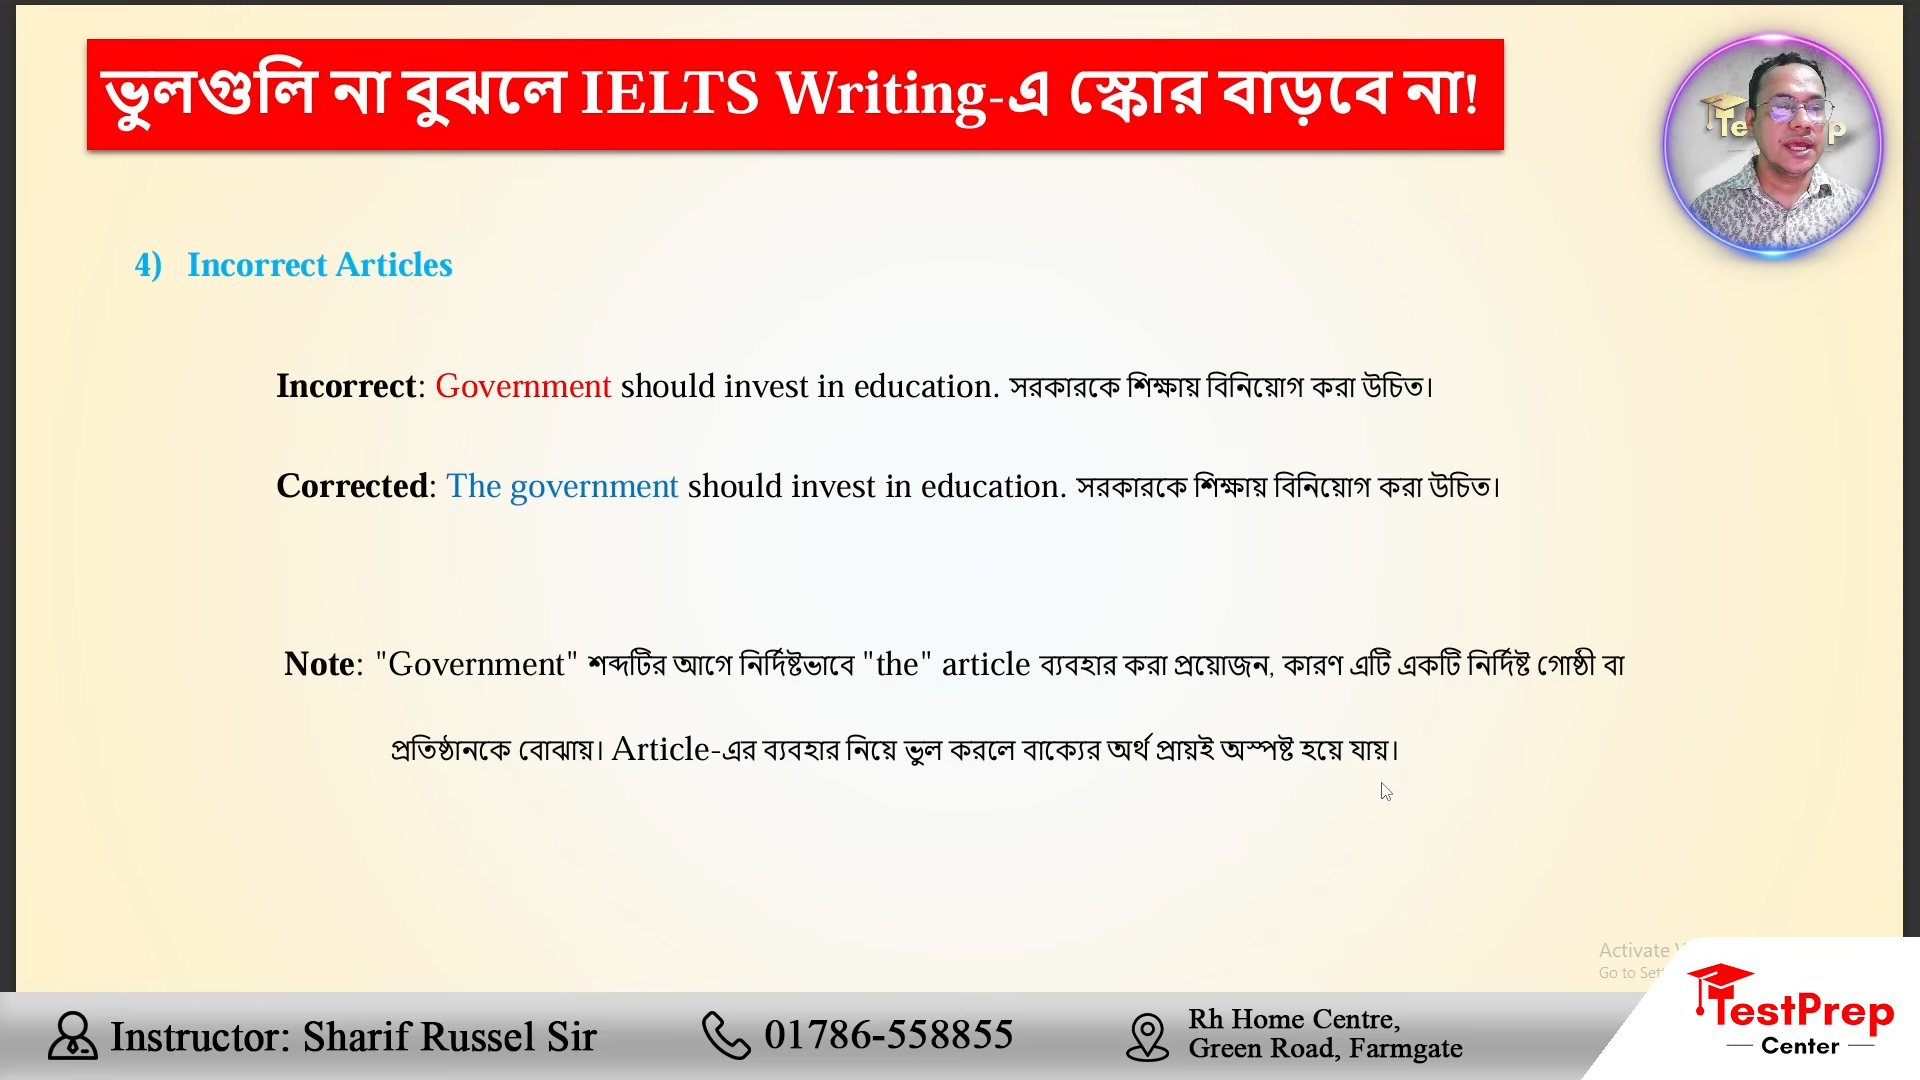 ভুলগুলি না বুঝলে IELTS Writing-এ স্কোর বাড়বে না!
4) Incorrect Articles
Incorrect: Government should invest in education. সরকারকে শিক্ষায় বিনিয়োগ করা উচিত।
Corrected: The government should invest in education. সরকারকে শিক্ষায় বিনিয়োগ করা উচিত।
Note: "Government" শব্দটির আগে নির্দিষ্টভাবে "the" article ব্যবহার করা প্রয়োজন, কারণ এটি একটি নির্দিষ্ট গোষ্ঠী বা
প্রতিষ্ঠানকে বোঝায়। Article-এর ব্যবহার নিয়ে ভুল করলে বাক্যের অর্থ প্রায়ই অস্পষ্ট হয়ে যায়।
Activate
Go to
Instructor: Sharif Russel Sir
01786-558855
Rh Home Centre,
Green Road, Farmgate
TestPrep
Center